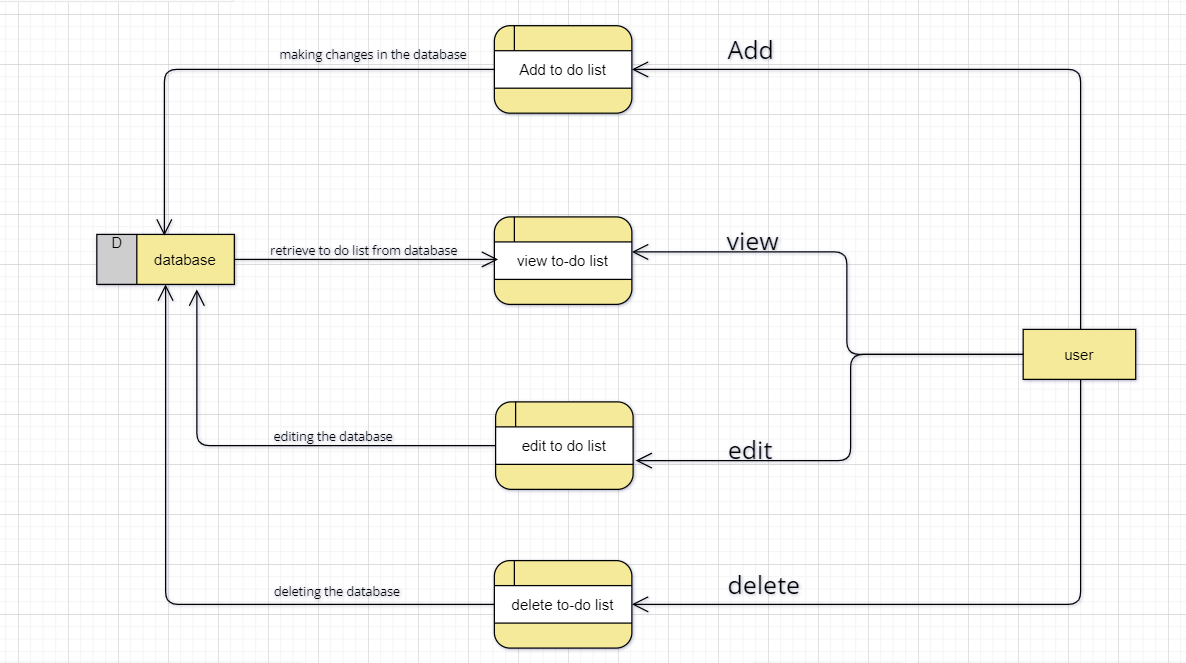 making changes in the database
Add to do list
Add
D
database
retrieve to do list from database
view to-do list
view
user
editing the database
edit to do list
edit
deleting the database
delete to-do list
delete